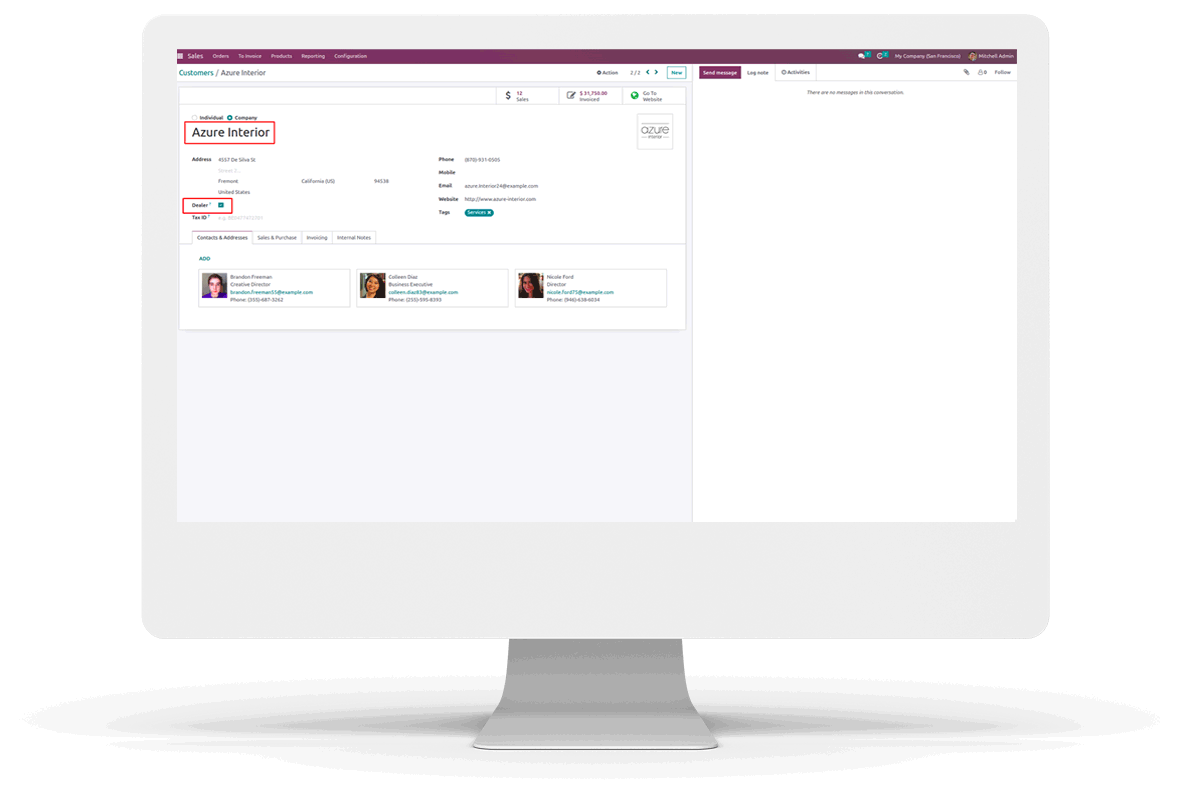 Sales Orders To Invoice Products Reporting Configuration
My Company (San Francisco) Mitchell Admin
Customers / Azure Interior
Action 2 / 2 New
Send message Log note Activities Follow
There are no messages in this conversation.
$ 12 Sales
$ 31,750.00 Invoiced
Go To Website
Individual Company
Azure Interior
azure
interior
Address 4557 De Silva St
Street 2...
Fremont California (US) 94538
United States
Dealer ?
Tax ID ?
Phone (870)-931-0505
Mobile
Email azure.Interior24@example.com
Website http://www.azure-interior.com
Tags Services ×
Contacts & Addresses Sales & Purchase Invoicing Internal Notes
ADD
Brandon Freeman
Creative Director
brandon.freeman55@example.com
Phone: (355)-687-3262
Colleen Diaz
Business Executive
colleen.diaz83@example.com
Phone: (255)-595-8393
Nicole Ford
Director
nicole.ford75@example.com
Phone: (946)-638-6034